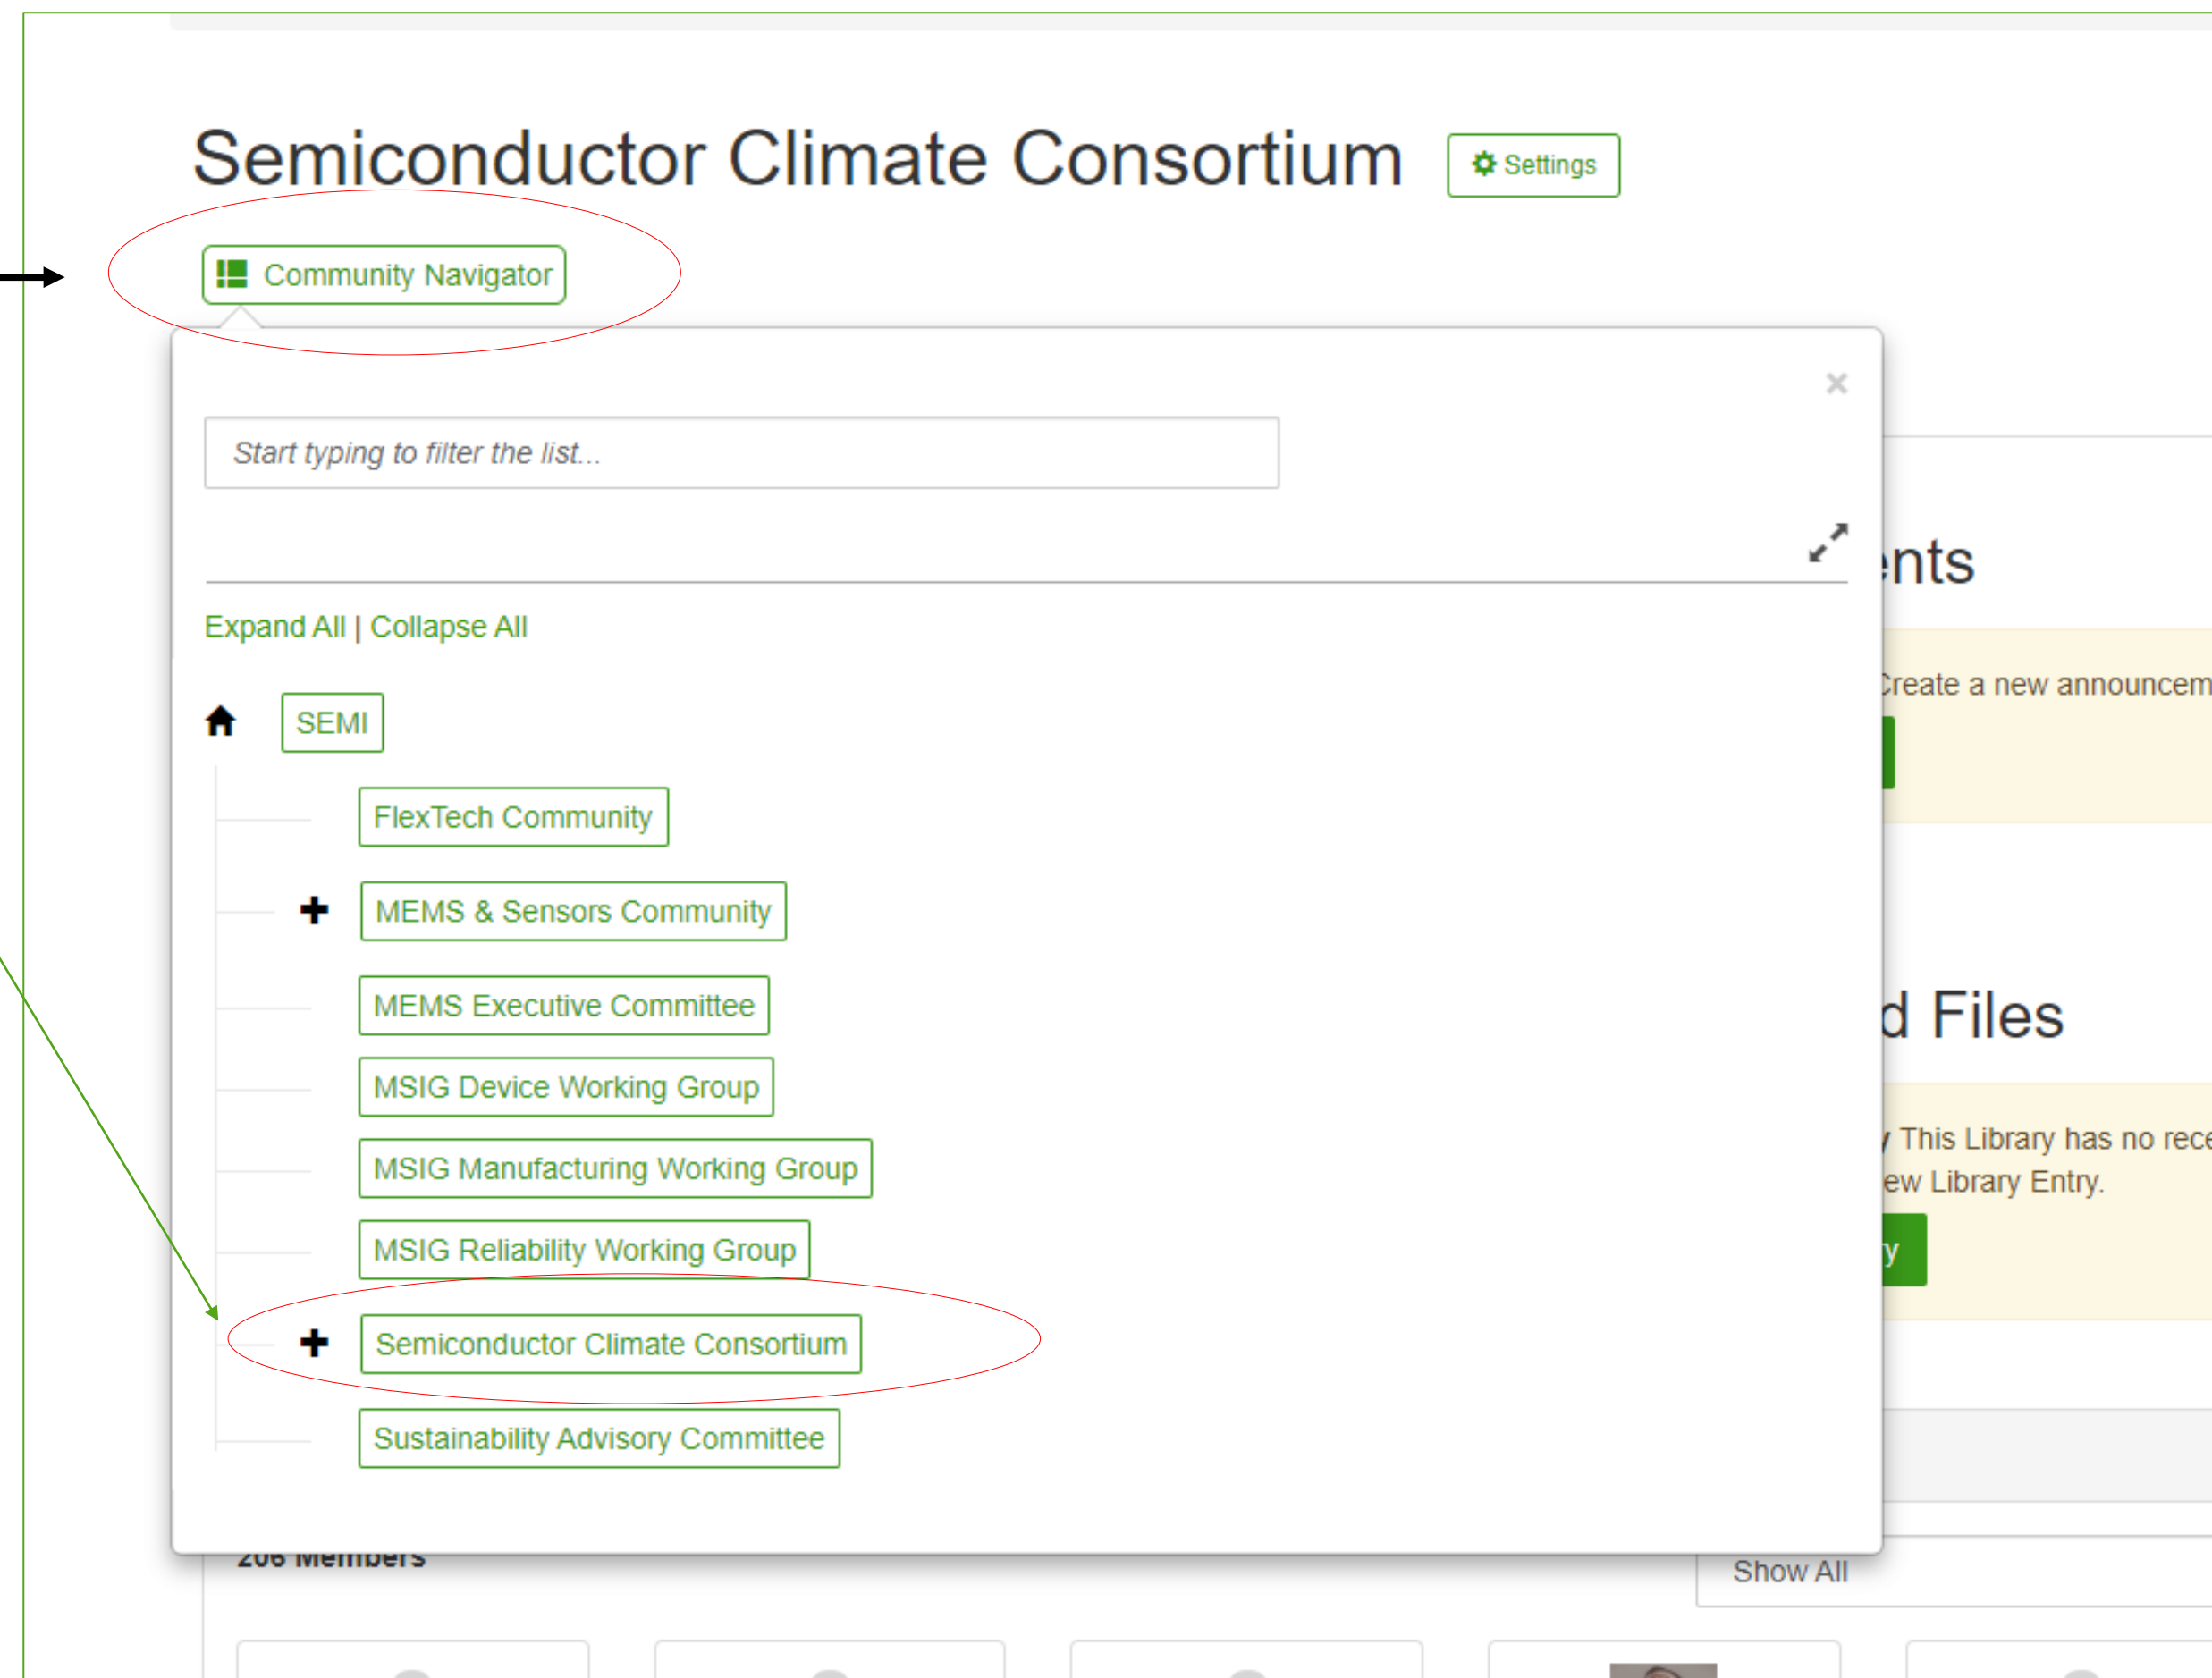 Semiconductor Climate Consortium
Settings
Community Navigator
×
Start typing to filter the list...
Expand All | Collapse All
SEMI
FlexTech Community
MEMS & Sensors Community
MEMS Executive Committee
MSIG Device Working Group
MSIG Manufacturing Working Group
MSIG Reliability Working Group
Semiconductor Climate Consortium
Sustainability Advisory Committee
ents
Create a new announcem
d Files
y This Library has no rece
ew Library Entry.
y
206 Members
Show All